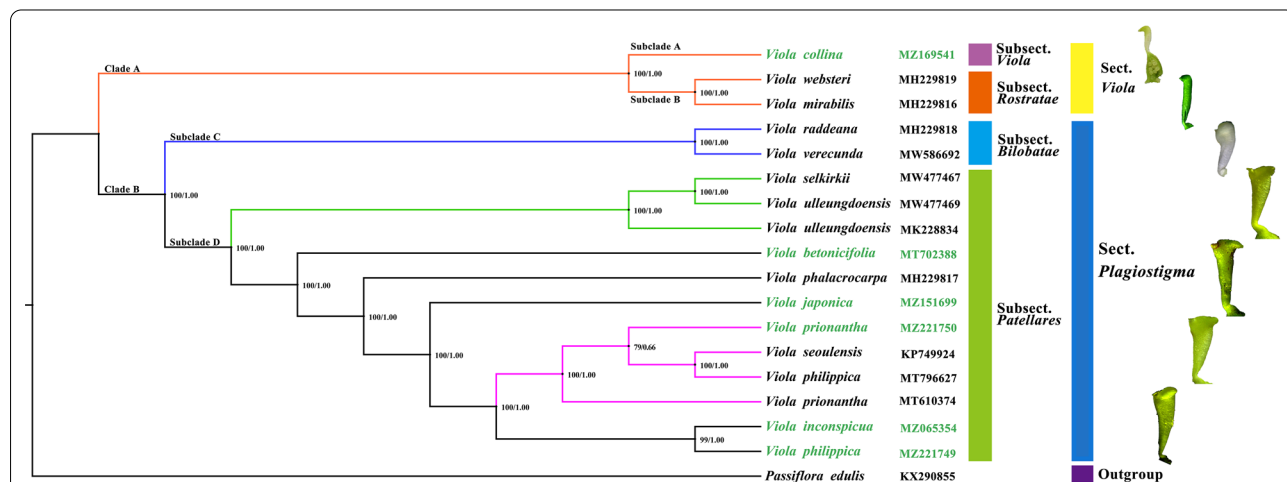 Subclade A
Clade A
Viola collina MZ169541
Subsect.
Viola
100/1.00
Sect.
Viola
Viola websteri MH229819
Subclade B
100/1.00
Subsect.
Rostratae
Viola mirabilis MH229816
Viola raddeana MH229818
Subclade C
100/1.00
Subsect.
Bilobatae
Viola verecunda MW586692
Clade B
100/1.00
Viola selkirkii MW477467
100/1.00
Viola ulleungdoensis MW477469
100/1.00
Viola ulleungdoensis MK228834
Subclade D
100/1.00
Viola betonicifolia MT702388
Sect.
Plagiostigma
100/1.00
Viola phalacrocarpa MH229817
100/1.00
Viola japonica MZ151699
Subsect.
Patellares
100/1.00
Viola prionantha MZ221750
79/0.66
Viola seoulensis KP749924
100/1.00
100/1.00
Viola philippica MT796627
Viola prionantha MT610374
100/1.00
Viola inconspicua MZ065354
99/1.00
Viola philippica MZ221749
Passiflora edulis KX290855
Outgroup